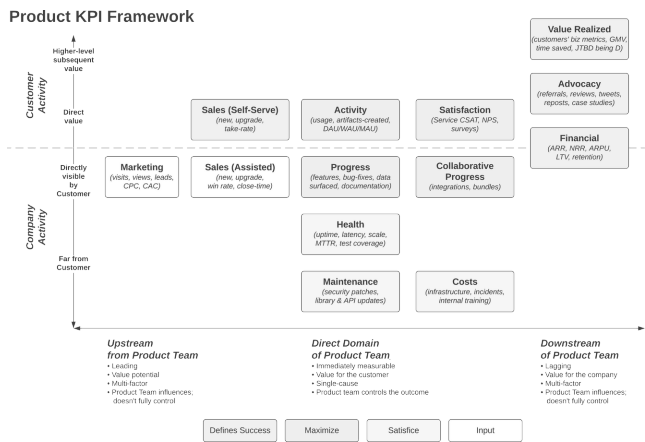 Product KPI Framework
Higher-level
subsequent
value
Customer
Activity
Direct
value
Directly
visible
by
Customer
Company
Activity
Far from
Customer
Value Realized
(customers' biz metrics, GMV,
time saved, JTBD being D)
Advocacy
(referrals, reviews, tweets,
reposts, case studies)
Sales (Self-Serve)
(new, upgrade,
take-rate)
Activity
(usage, artifacts-created,
DAU/WAU/MAU)
Satisfaction
(Service CSAT, NPS,
surveys)
Financial
(ARR, NRR, ARPU,
LTV, retention)
Marketing
(visits, views, leads,
CPC, CAC)
Sales (Assisted)
(new, upgrade,
win rate, close-time)
Progress
(features, bug-fixes, data
surfaced, documentation)
Collaborative
Progress
(integrations, bundles)
Health
(uptime, latency, scale,
MTTR, test coverage)
Maintenance
(security patches,
library & API updates)
Costs
(infrastructure, incidents,
internal training)
Upstream
from Product Team
• Leading
• Value potential
• Multi-factor
• Product Team influences;
doesn't fully control
Direct Domain
of Product Team
• Immediately measurable
• Value for the customer
• Single-cause
• Product team controls the outcome
Downstream
of Product Team
• Lagging
• Value for the company
• Multi-factor
• Product Team influences;
doesn't fully control
Defines Success
Maximize
Satisfice
Input